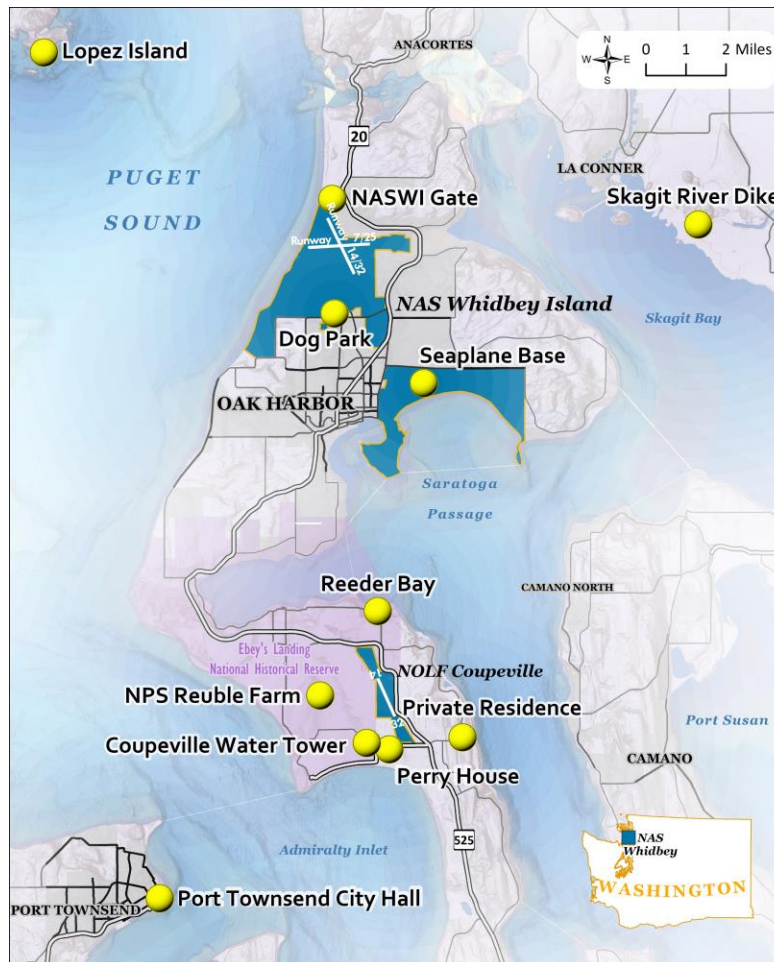 Lopez Island
ANACORTES
0 1 2 Miles
N
W E
S
20
PUGET
SOUND
LA CONNER
NASWI Gate
Skagit River Dike
Runway 7/25
Runway 14/32
NAS Whidbey Island
Skagit Bay
Dog Park
Seaplane Base
OAK HARBOR
Saratoga
Passage
Reeder Bay
CAMANO NORTH
Ebey's Landing
National Historical Reserve
NOLF Coupeville
14
NPS Reuble Farm
Private Residence
32
Port Susan
Coupeville Water Tower
Perry House
CAMANO
525
NAS
Whidbey
Admiralty Inlet
WASHINGTON
Port Townsend City Hall
PORT TOWNSEND